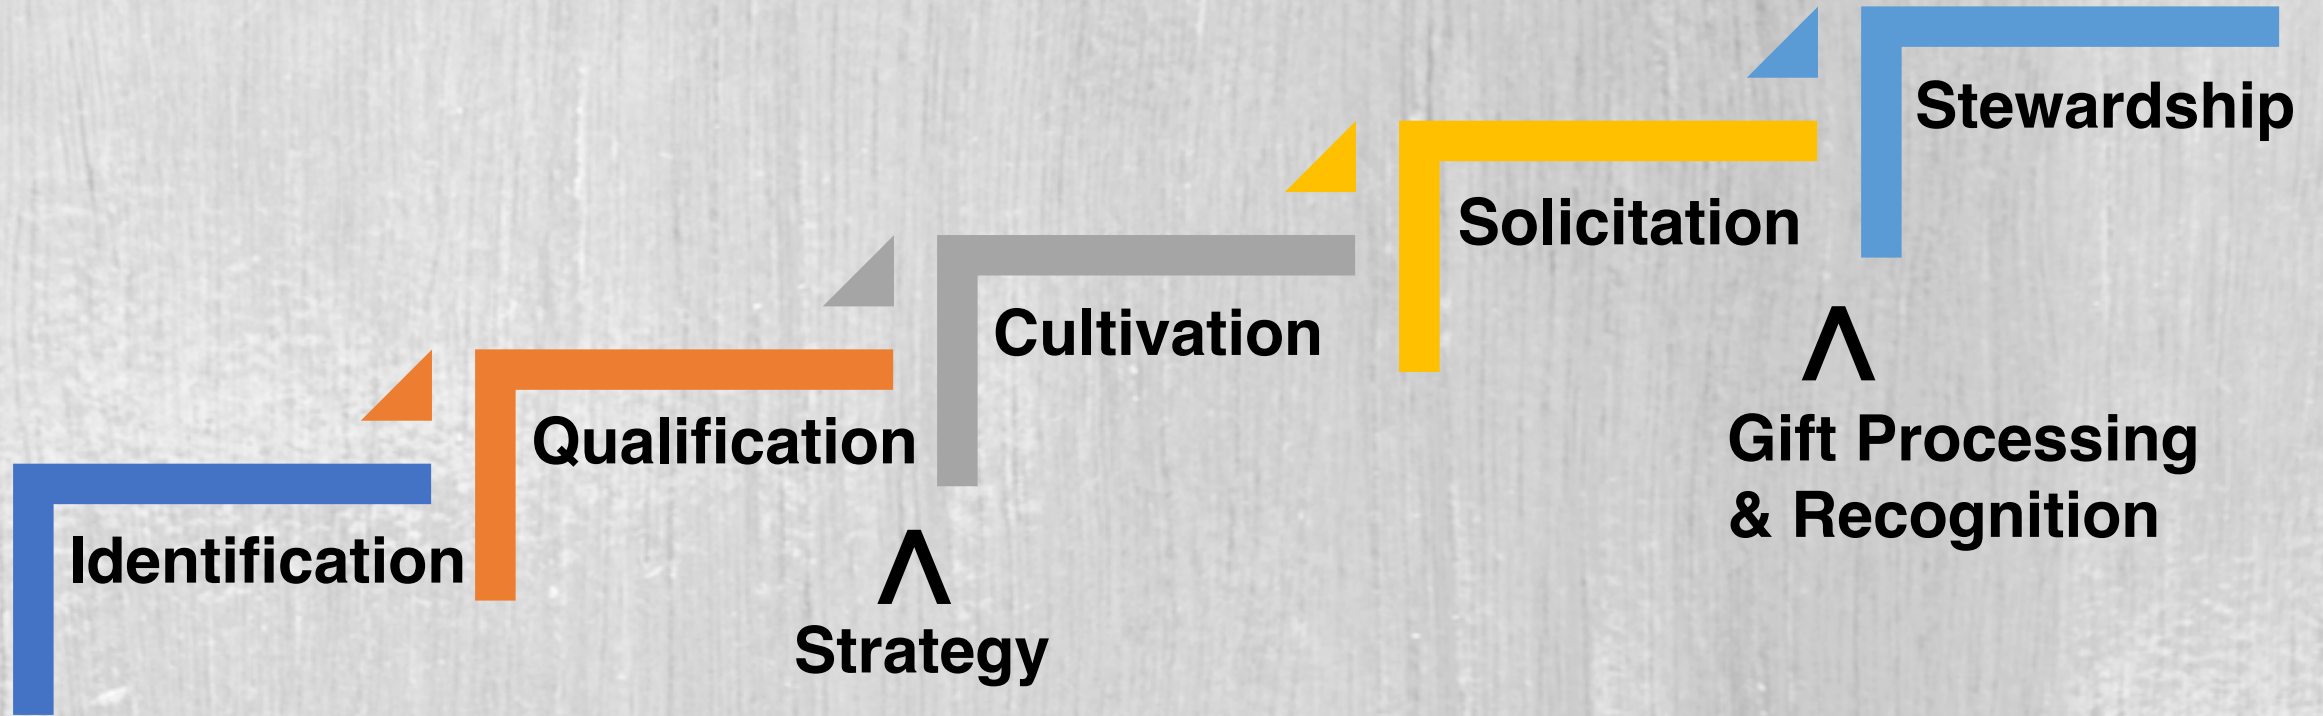 Identification
Qualification
Cultivation
Solicitation
Stewardship
^
Strategy
^
Gift Processing
& Recognition